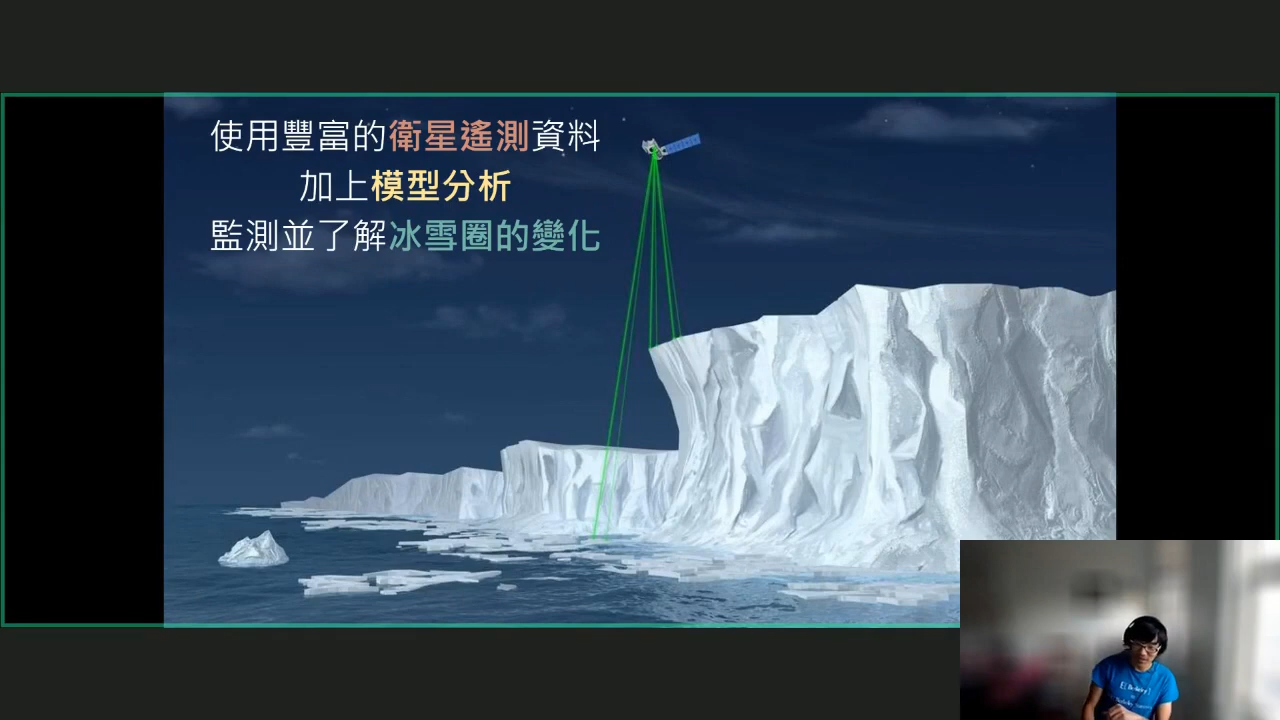 使用豐富的衛星遙測資料
加上模型分析
監測並了解冰雪圈的變化